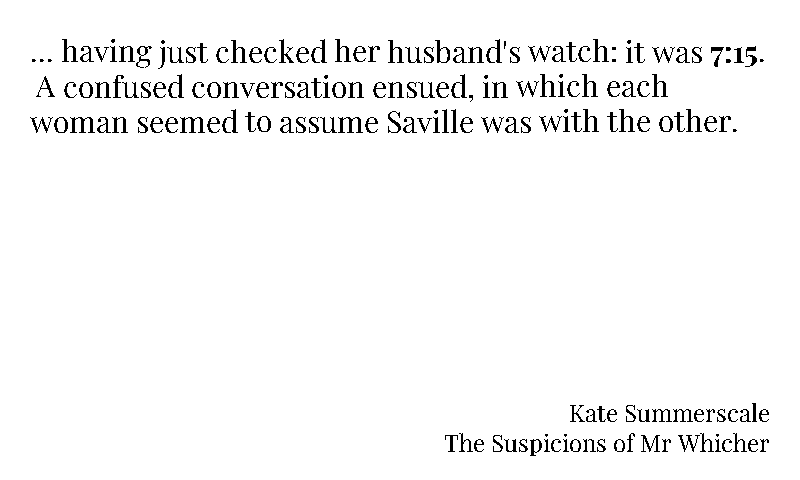 ... having just checked her husband's watch: it was 7:15.
A confused conversation ensued, in which each
woman seemed to assume Saville was with the other.
Kate Summerscale
The Suspicions of Mr Whicher